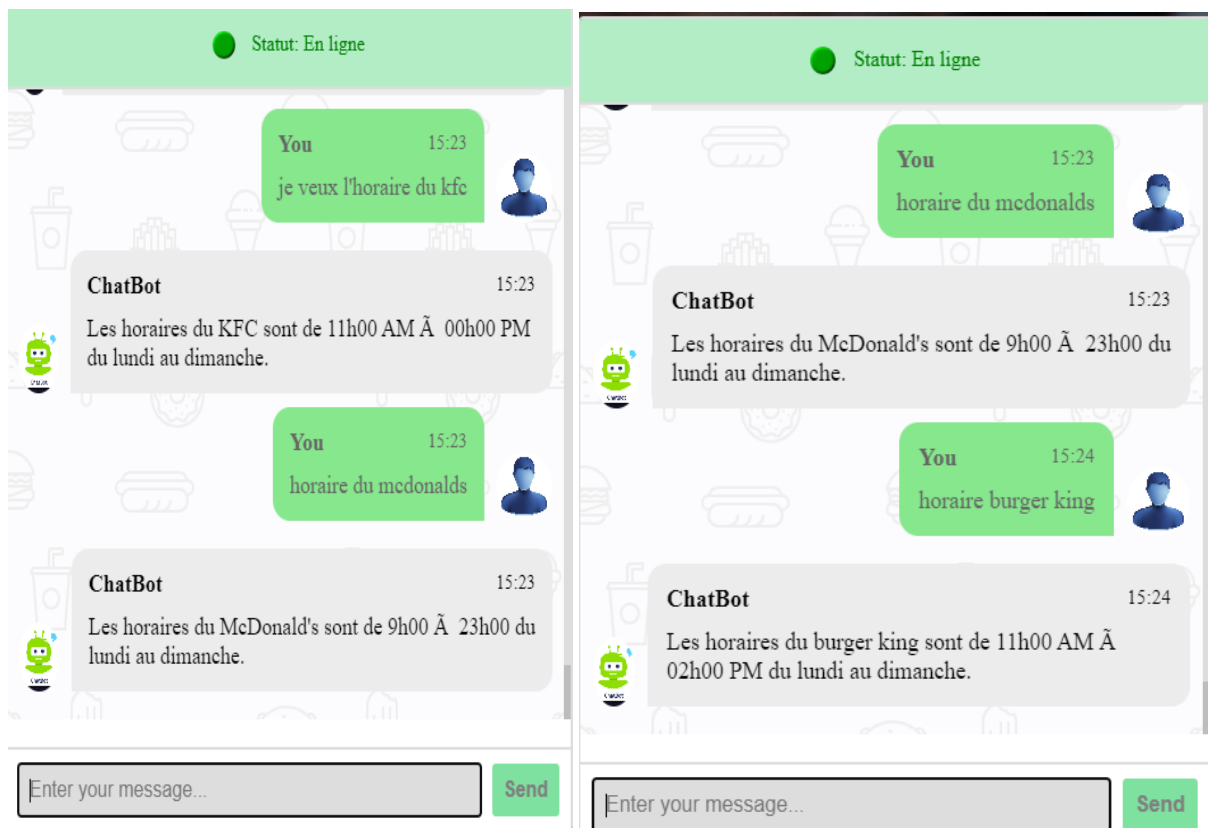 Statut: En ligne
You 15:23
je veux l'horaire du kfc
ChatBot 15:23
Les horaires du KFC sont de 11h00 AM Ã 00h00 PM
du lundi au dimanche.
You 15:23
horaire du mcdonalds
ChatBot 15:23
Les horaires du McDonald's sont de 9h00 Ã 23h00 du
lundi au dimanche.
Enter your message...
Send
Statut: En ligne
You 15:23
horaire du mcdonalds
ChatBot 15:23
Les horaires du McDonald's sont de 9h00 Ã 23h00 du
lundi au dimanche.
You 15:24
horaire burger king
ChatBot 15:24
Les horaires du burger king sont de 11h00 AM Ã
02h00 PM du lundi au dimanche.
Enter your message...
Send